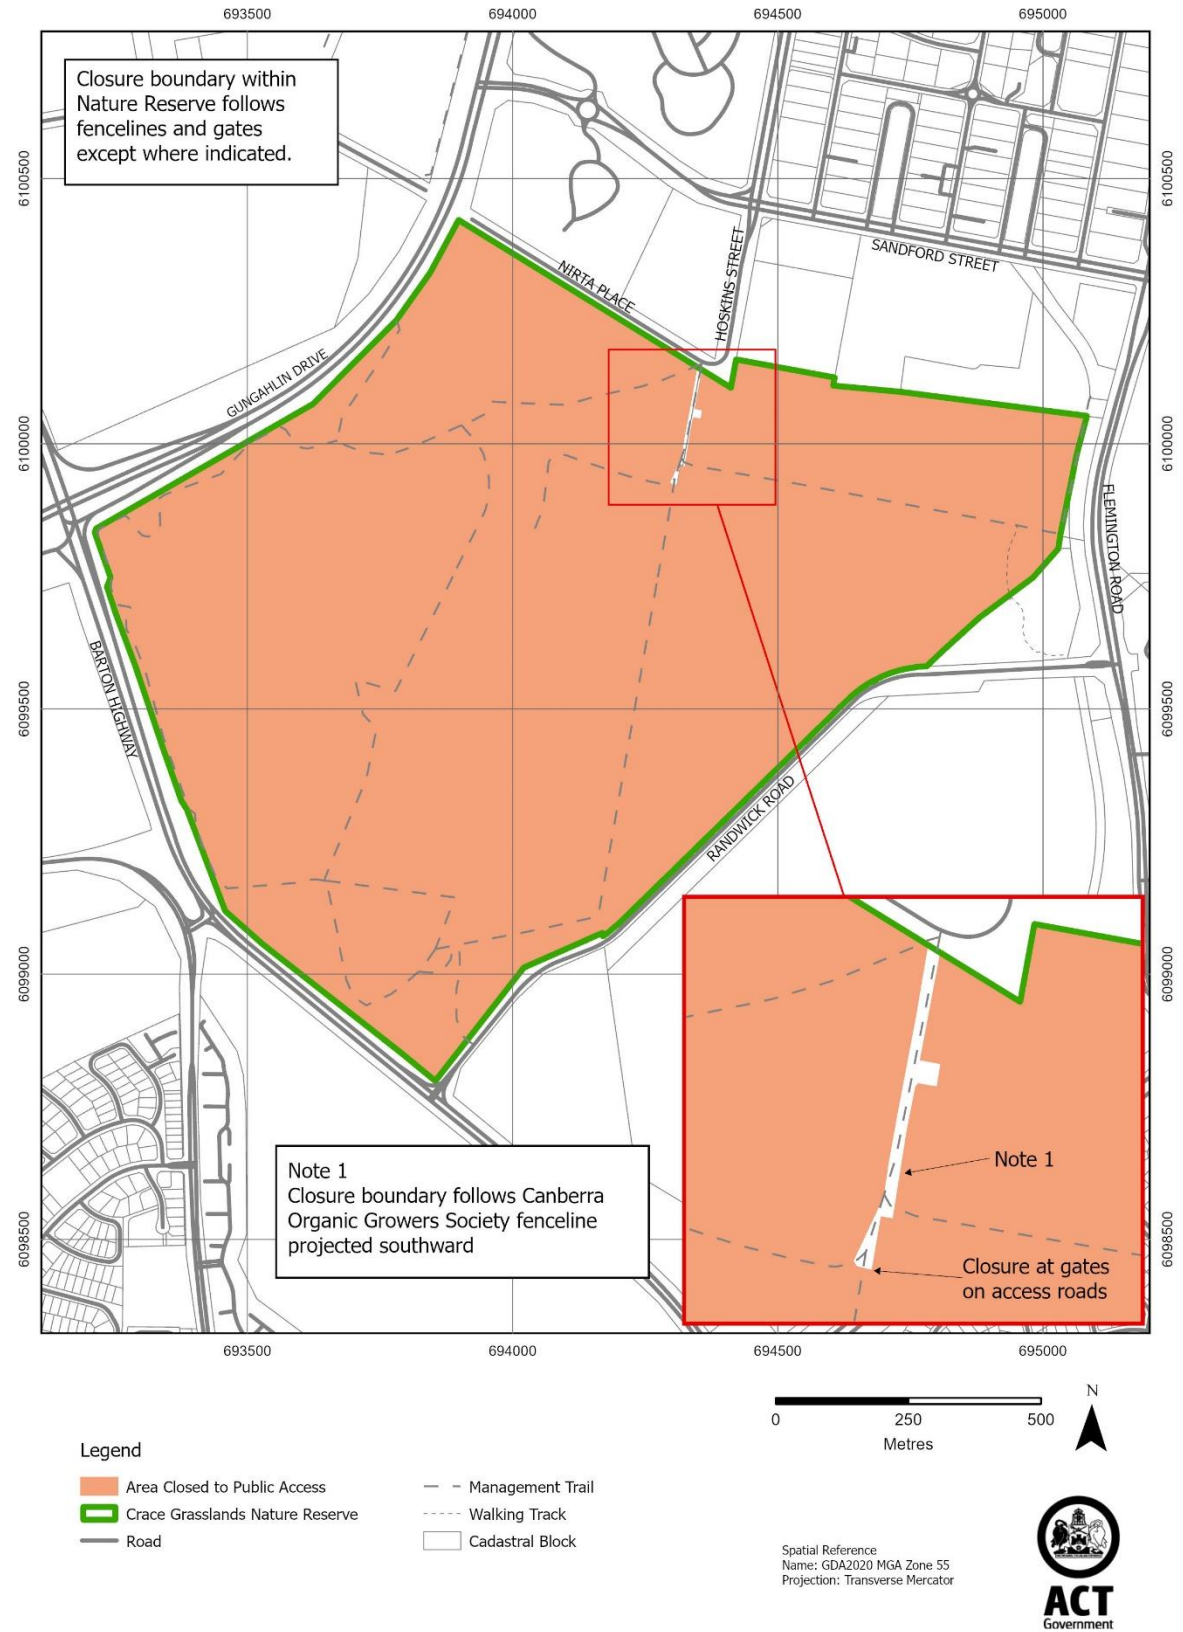 693500
694000
694500
695000
Closure boundary within
Nature Reserve follows
fencelines and gates
except where indicated.
6100500
6100500
SANDFORD STREET
HOSKINS STREET
NIRTA PLACE
GUNGAHLIN DRIVE
6100000
6100000
FLEMINGTON ROAD
BARTON HIGHWAY
6099500
6099500
RANDWICK ROAD
6099000
6099000
Note 1
Closure boundary follows Canberra
Organic Growers Society fenceline
projected southward
Note 1
Closure at gates
on access roads
6098500
6098500
693500
694000
694500
695000
N
0
250
500
Metres
Legend
Area Closed to Public Access
Crace Grasslands Nature Reserve
Road
Management Trail
Walking Track
Cadastral Block
Spatial Reference
Name: GDA2020 MGA Zone 55
Projection: Transverse Mercator
ACT
Government